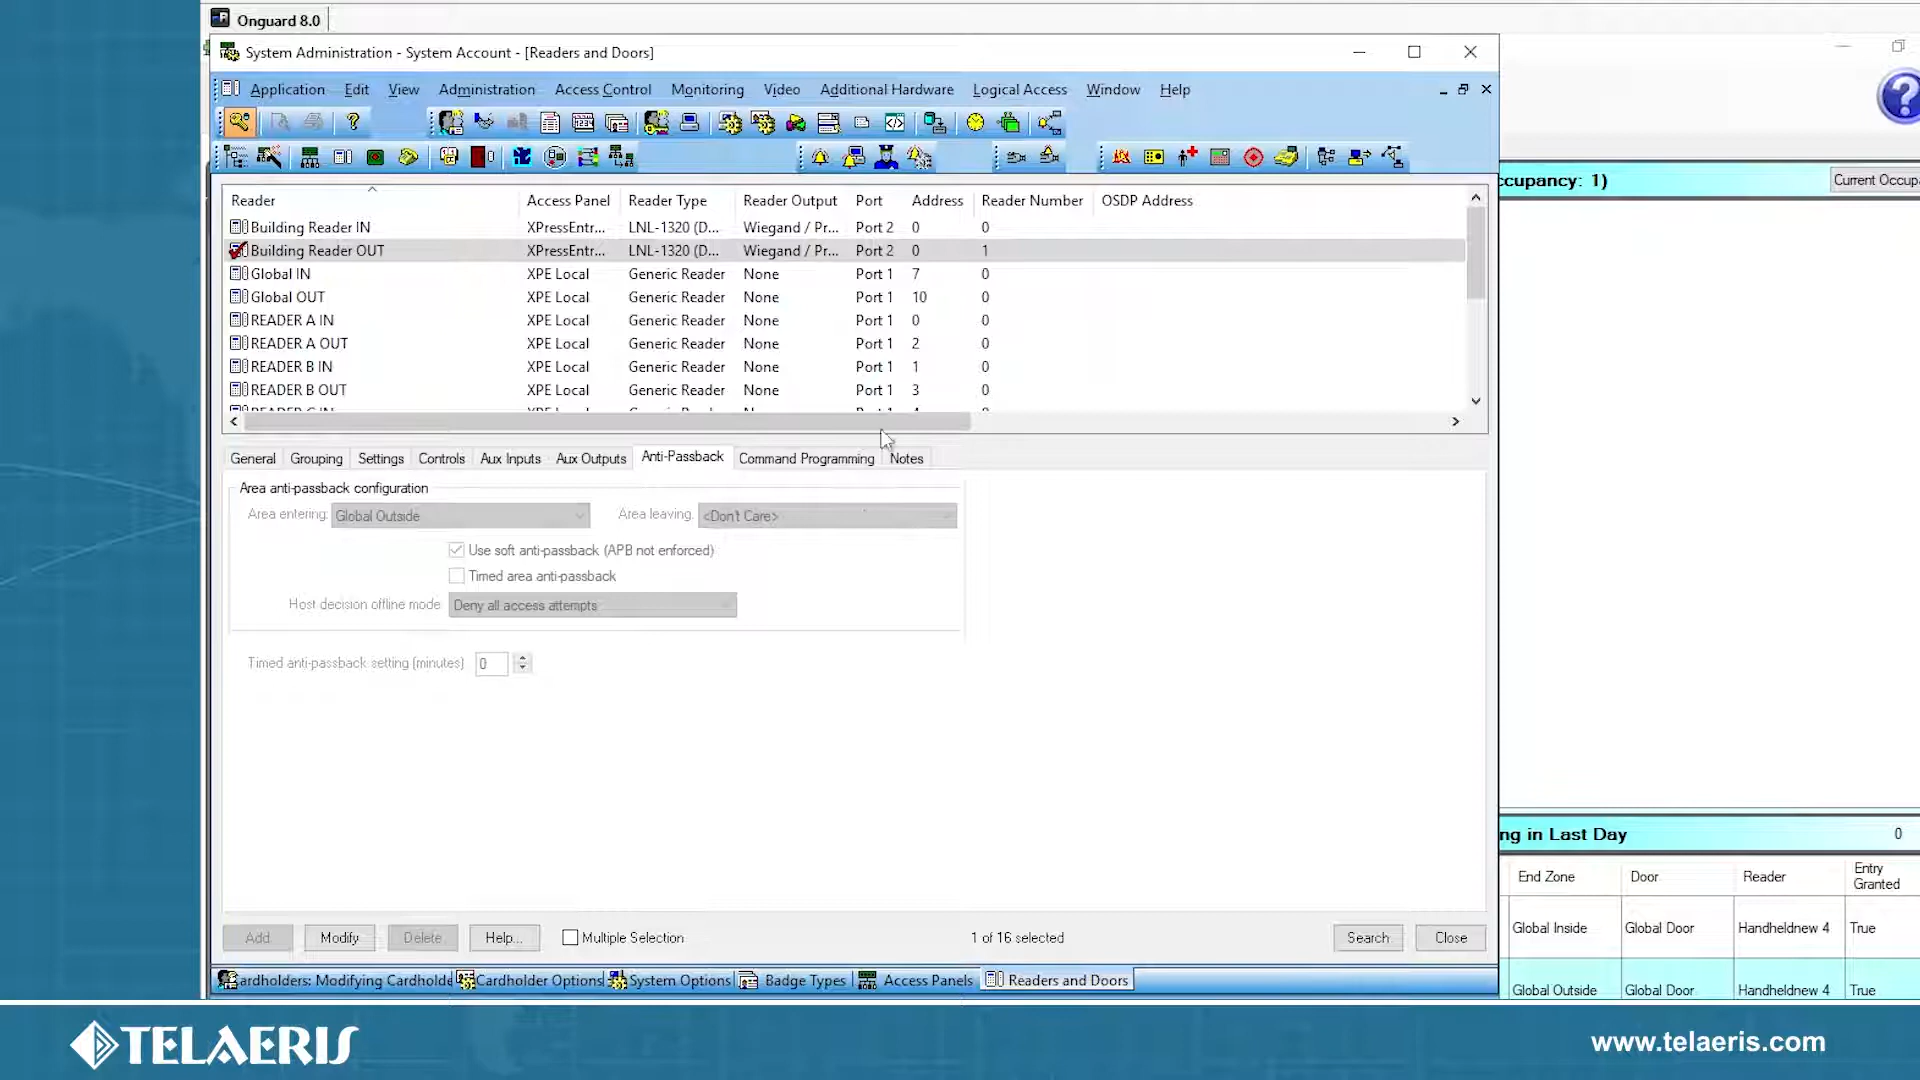 Onguard 8.0
System Administration - System Account - [Readers and Doors]
Application Edit View Administration Access Control Monitoring Video Additional Hardware Logical Access Window Help
Reader Access Panel Reader Type Reader Output Port Address Reader Number OSDP Address
Building Reader IN XPressEntr... LNL-1320 (D... Wiegand / Pr... Port 2 0 0
Building Reader OUT XPressEntr... LNL-1320 (D... Wiegand / Pr... Port 2 0 1
Global IN XPE Local Generic Reader None Port 1 7 0
Global OUT XPE Local Generic Reader None Port 1 10 0
READER A IN XPE Local Generic Reader None Port 1 0 0
READER A OUT XPE Local Generic Reader None Port 1 2 0
READER B IN XPE Local Generic Reader None Port 1 1 0
READER B OUT XPE Local Generic Reader None Port 1 3 0
General Grouping Settings Controls Aux Inputs Aux Outputs Anti-Passback Command Programming Notes
Area anti-passback configuration
Area entering: Global Outside Area leaving: <Don't Care>
Use soft anti-passback (APB not enforced)
Timed area anti-passback
Host decision offline mode: Deny all access attempts
Timed anti-passback setting (minutes) 0
Add Modify Delete Help... Multiple Selection 1 of 16 selected Search Close
Cardholders: Modifying Cardholde Cardholder Options System Options Badge Types Access Panels Readers and Doors
ccupancy: 1) Current Occupa
ng in Last Day 0
End Zone Door Reader Entry Granted
Global Inside Global Door Handheldnew 4 True
Global Outside Global Door Handheldnew 4 True
TELAERIS
www.telaeris.com